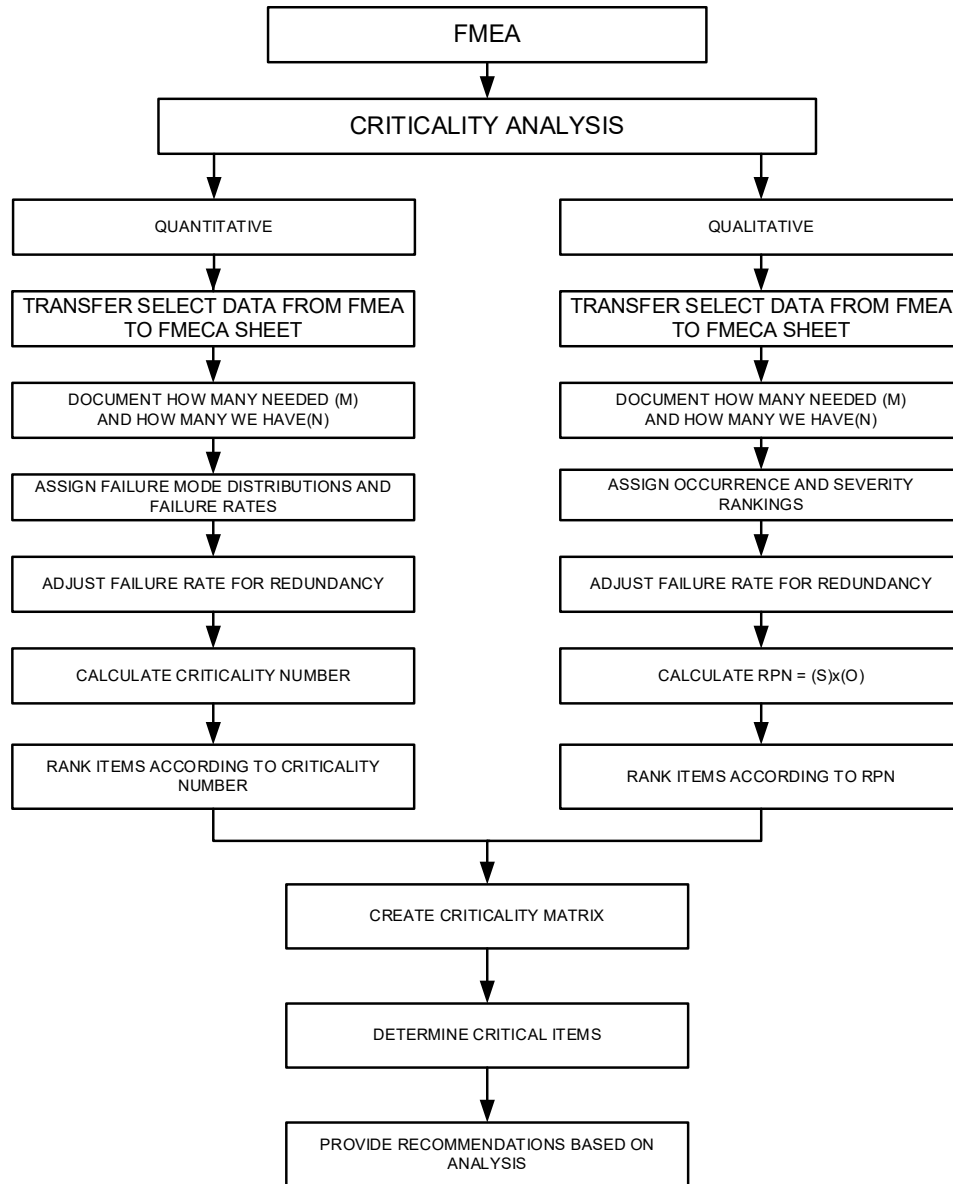 FMEA
CRITICALITY ANALYSIS
QUANTITATIVE
TRANSFER SELECT DATA FROM FMEA
TO FMECA SHEET
DOCUMENT HOW MANY NEEDED (M)
AND HOW MANY WE HAVE(N)
ASSIGN FAILURE MODE DISTRIBUTIONS AND
FAILURE RATES
ADJUST FAILURE RATE FOR REDUNDANCY
CALCULATE CRITICALITY NUMBER
RANK ITEMS ACCORDING TO CRITICALITY
NUMBER
QUALITATIVE
TRANSFER SELECT DATA FROM FMEA
TO FMECA SHEET
DOCUMENT HOW MANY NEEDED (M)
AND HOW MANY WE HAVE(N)
ASSIGN OCCURRENCE AND SEVERITY
RANKINGS
ADJUST FAILURE RATE FOR REDUNDANCY
CALCULATE RPN = (S)x(O)
RANK ITEMS ACCORDING TO RPN
CREATE CRITICALITY MATRIX
DETERMINE CRITICAL ITEMS
PROVIDE RECOMMENDATIONS BASED ON
ANALYSIS